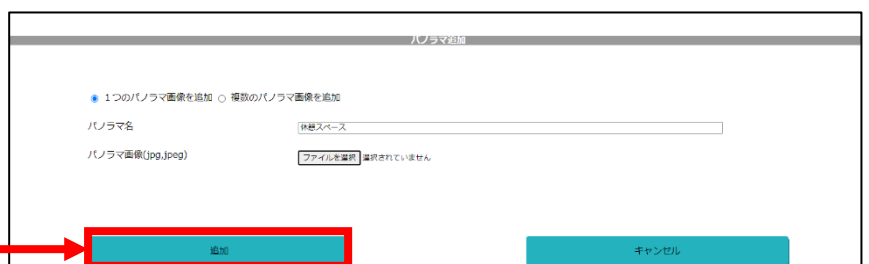 パノラマ追加
1つのパノラマ画像を追加 複数のパノラマ画像を追加
パノラマ名 休憩スペース
パノラマ画像(jpg,jpeg) ファイルを選択 選択されていません
追加 キャンセル